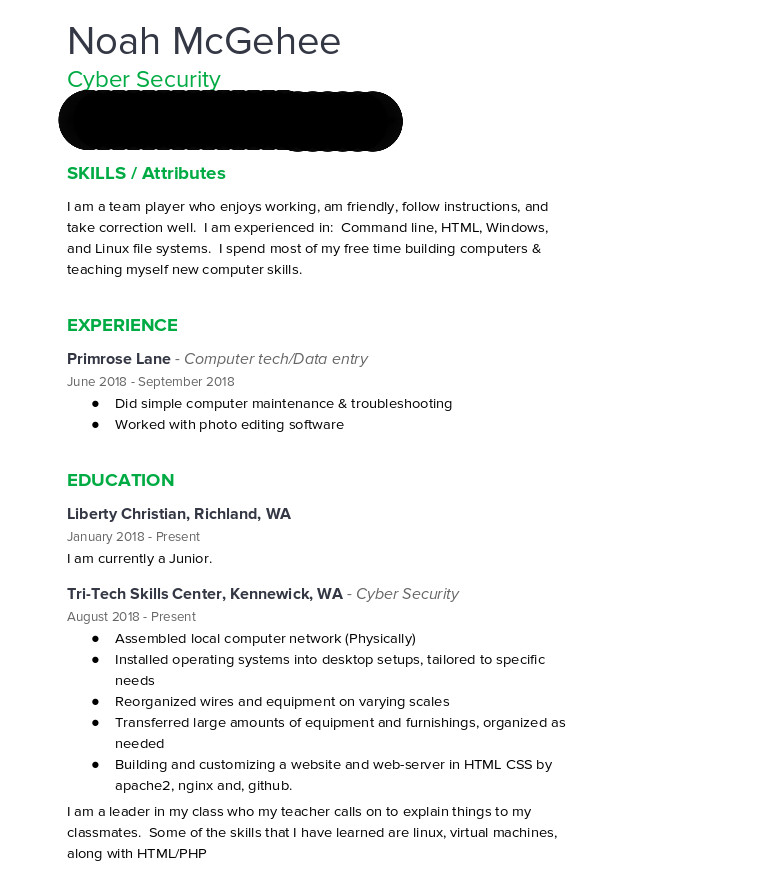 Noah McGehee
Cyber Security
SKILLS / Attributes
I am a team player who enjoys working, am friendly, follow instructions, and
take correction well.  I am experienced in:  Command line, HTML, Windows,
and Linux file systems.  I spend most of my free time building computers &
teaching myself new computer skills.
EXPERIENCE
Primrose Lane - Computer tech/Data entry
June 2018 - September 2018
● Did simple computer maintenance & troubleshooting
● Worked with photo editing software
EDUCATION
Liberty Christian, Richland, WA
January 2018 - Present
I am currently a Junior.
Tri-Tech Skills Center, Kennewick, WA - Cyber Security
August 2018 - Present
● Assembled local computer network (Physically)
● Installed operating systems into desktop setups, tailored to specific
needs
● Reorganized wires and equipment on varying scales
● Transferred large amounts of equipment and furnishings, organized as
needed
● Building and customizing a website and web-server in HTML CSS by
apache2, nginx and, github.
I am a leader in my class who my teacher calls on to explain things to my
classmates.  Some of the skills that I have learned are linux, virtual machines,
along with HTML/PHP